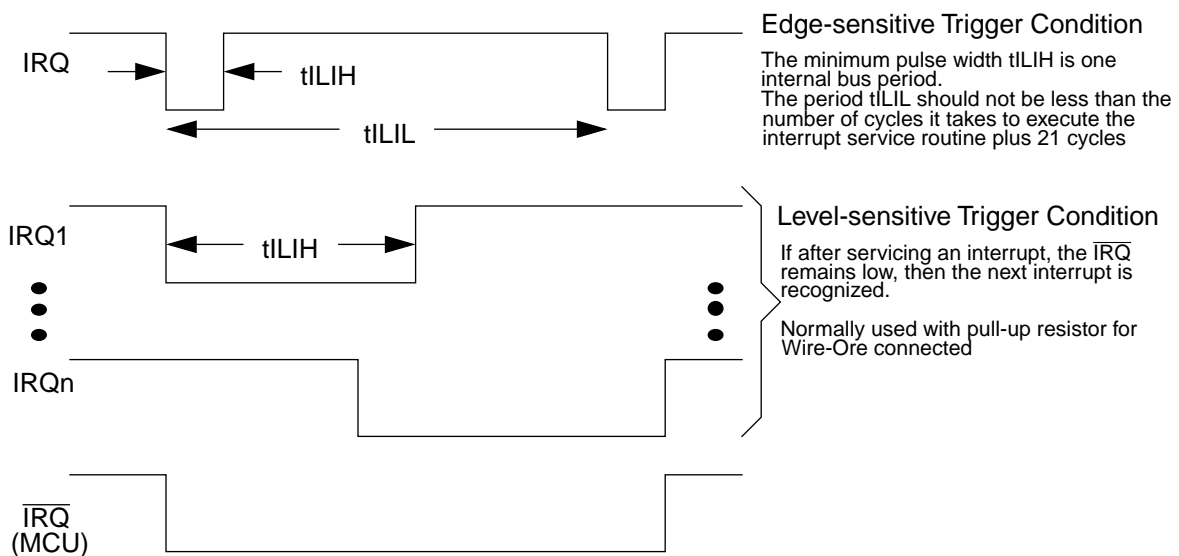 Edge-sensitive Trigger Condition
IRQ
tILIH
The minimum pulse width tILIH is one
internal bus period.
The period tILIL should not be less than the
number of cycles it takes to execute the
interrupt service routine plus 21 cycles
tILIL
IRQ1
tILIH
Level-sensitive Trigger Condition
If after servicing an interrupt, the I̅R̅Q̅
remains low, then the next interrupt is
recognized.
Normally used with pull-up resistor for
Wire-Ore connected
IRQn
I̅R̅Q̅
(MCU)